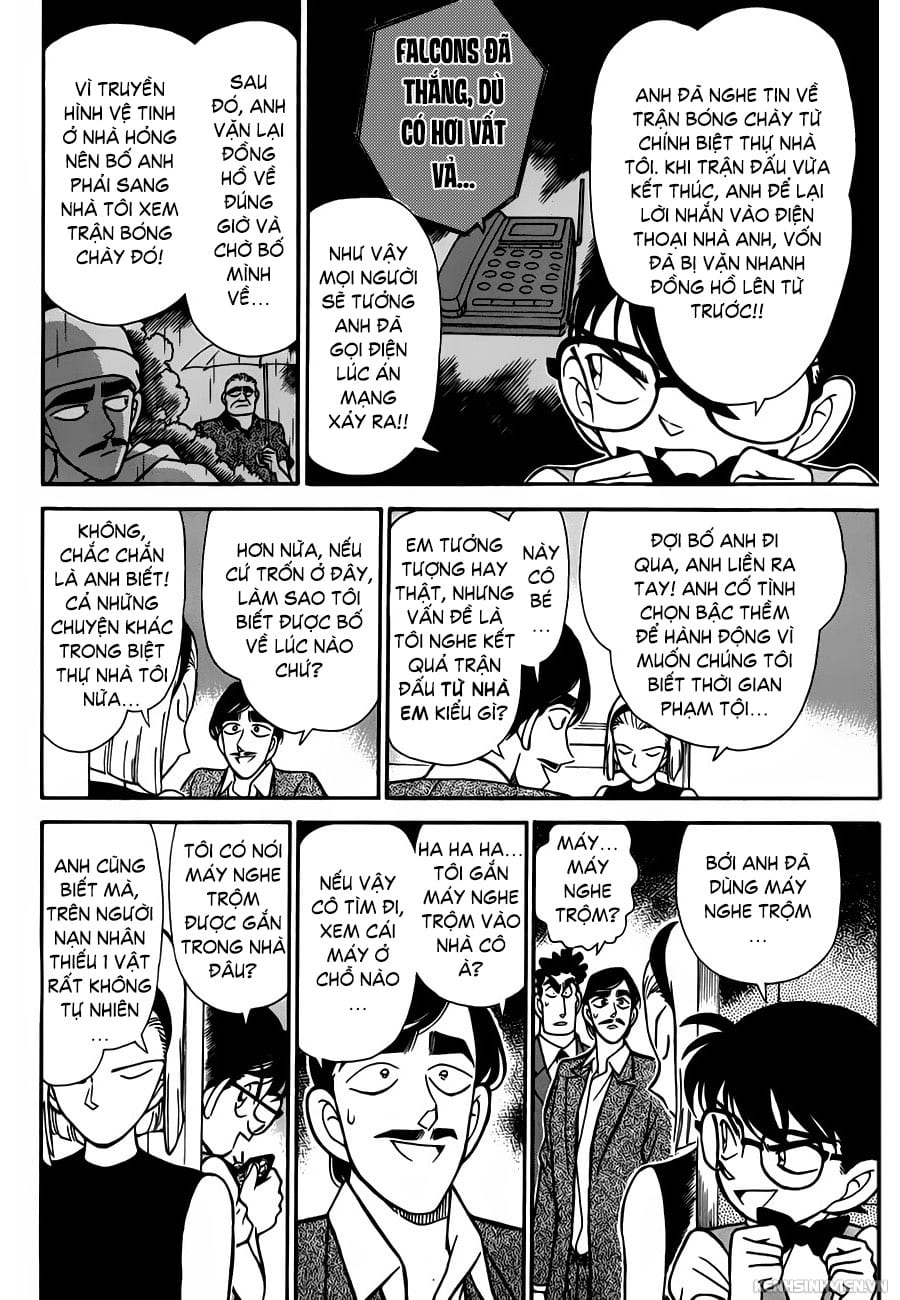 ANH ĐÃ NGHE TIN VỀ
TRẬN BÓNG CHÀY TỪ
CHÍNH BIỆT THỰ NHÀ
TÔI. KHI TRẬN ĐẤU VỪA
KẾT THÚC, ANH ĐỂ LẠI
LỜI NHẮN VÀO ĐIỆN
THOẠI NHÀ ANH, VỐN
ĐÃ BỊ VẶN NHANH
ĐỒNG HỒ LÊN TỪ
TRƯỚC!!
FALCONS ĐÃ
THẮNG, DÙ
CÓ HƠI VẤT
VẢ...
NHƯ VẬY
MỌI NGƯỜI
SẼ TƯỞNG
ANH ĐÃ
GỌI ĐIỆN
LÚC ÁN
MẠNG
XẢY RA!!
SAU
ĐÓ, ANH
VẶN LẠI
ĐỒNG
HỒ VỀ
ĐÚNG
GIỜ VÀ
CHỜ BỐ
MÌNH
VỀ...
VÌ TRUYỀN
HÌNH VỆ TINH
Ở NHÀ HỎNG
NÊN BỐ ANH
PHẢI SANG
NHÀ TÔI XEM
TRẬN BÓNG
CHÀY ĐÓ!
ĐỢI BỐ ANH ĐI
QUA, ANH LIỀN RA
TAY! ANH CỐ TÌNH
CHỌN BẬC THỀM
ĐỂ HÀNH ĐỘNG VÌ
MUỐN CHÚNG TÔI
BIẾT THỜI GIAN
PHẠM TỘI...
NÀY
CÔ
BÉ
...
EM TƯỞNG
TƯỢNG HAY
THẬT, NHƯNG
VẤN ĐỀ LÀ
TÔI NGHE KẾT
QUẢ TRẬN
ĐẤU TỪ NHÀ
EM KIỂU GÌ?
HƠN NỮA, NẾU
CỨ TRỐN Ở ĐÂY,
LÀM SAO TÔI
BIẾT ĐƯỢC BỐ
VỀ LÚC NÀO
CHỨ?
KHÔNG,
CHẮC CHẮN
LÀ ANH BIẾT!
CẢ NHỮNG
CHUYỆN KHÁC
TRONG BIỆT
THỰ NHÀ TÔI
NỮA...
BỞI ANH ĐÃ
DÙNG MÁY
NGHE TRỘM
...
MÁY...
MÁY
NGHE
TRỘM?
HA HA HA...
TÔI GẮN
MÁY NGHE
TRỘM VÀO
NHÀ CÔ
À?
NẾU VẬY
CÔ TÌM ĐI,
XEM CÁI
MÁY Ở
CHỖ NÀO
...
TÔI CÓ NÓI
MÁY NGHE
TRỘM
ĐƯỢC GẮN
TRONG NHÀ
ĐÂU?
ANH CŨNG
BIẾT MÀ,
TRÊN NGƯỜI
NẠN NHÂN
THIẾU 1 VẬT
RẤT KHÔNG
TỰ NHIÊN
...
KENHSINHVIEN.VN